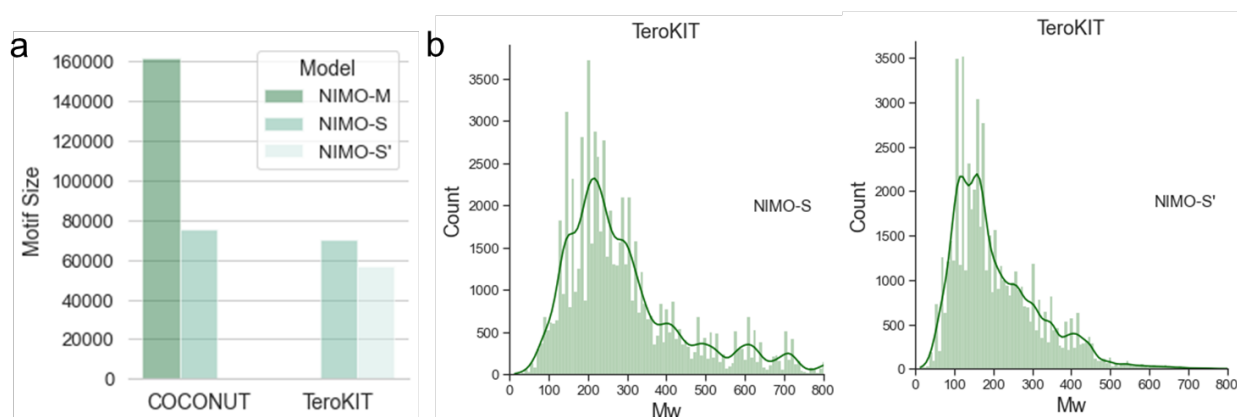 a
Motif Size
160000
140000
120000
100000
80000
60000
40000
20000
0
Model
NIMO-M
NIMO-S
NIMO-S'
COCONUT
TeroKIT
b
TeroKIT
Count
3500
3000
2500
2000
1500
1000
500
0
NIMO-S
0 100 200 300 400 500 600 700 800
Mw
TeroKIT
Count
3500
3000
2500
2000
1500
1000
500
0
NIMO-S'
0 100 200 300 400 500 600 700 800
Mw